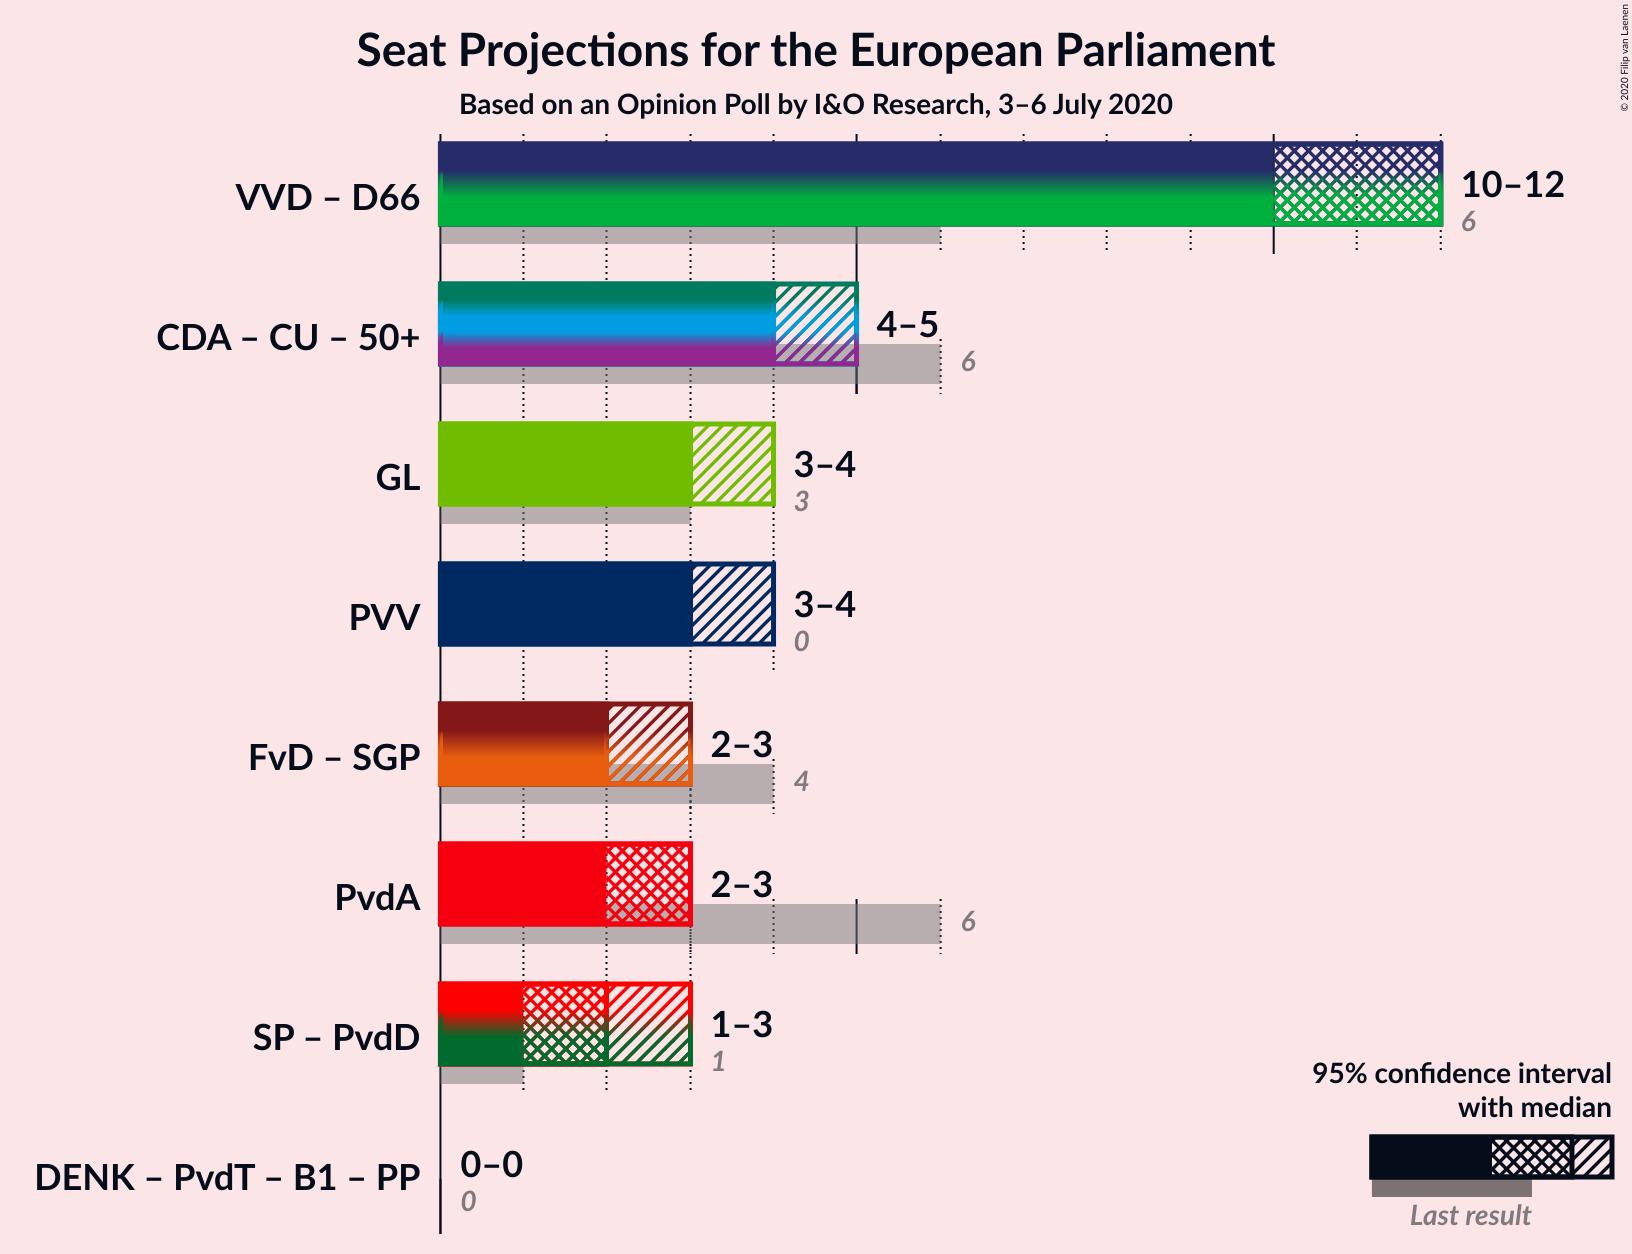 Seat Projections for the European Parliament
Based on an Opinion Poll by I&O Research, 3–6 July 2020
© 2020 Filip van Laenen
VVD – D66
10–12
6
CDA – CU – 50+
4–5
6
GL
3–4
3
PVV
3–4
0
FvD – SGP
2–3
4
PvdA
2–3
6
SP – PvdD
1–3
1
DENK – PvdT – B1 – PP
0–0
0
95% confidence interval
with median
Last result